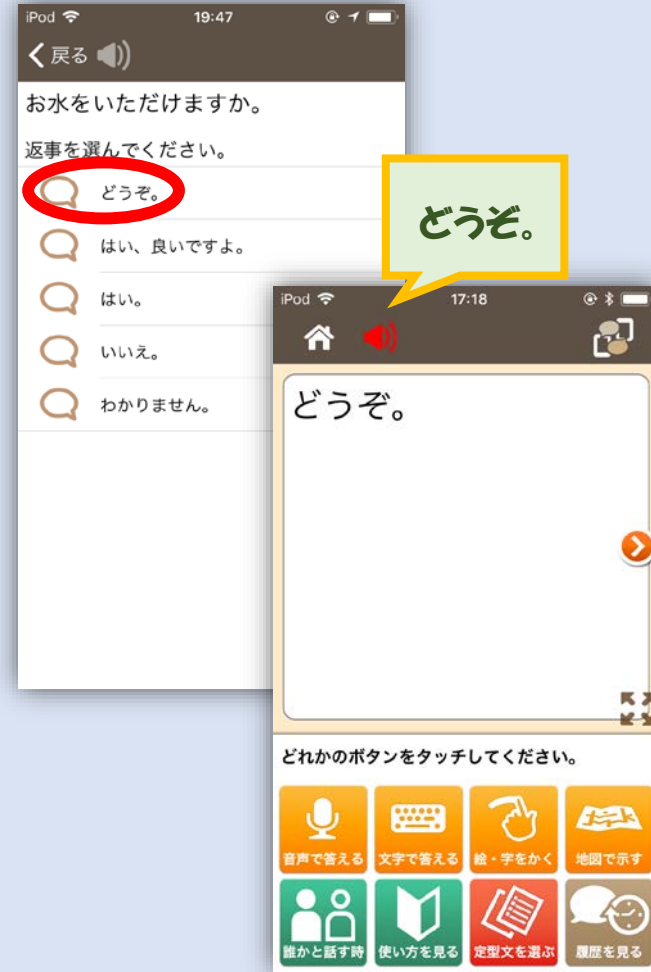 iPod 19:47
戻る
お水をいただけますか。
返事を選んでください。
どうぞ。
はい、良いですよ。
はい。
いいえ。
わかりません。
どうぞ。
iPod 17:18
どうぞ。
どれかのボタンをタッチしてください。
音声で答える 文字で答える 絵・字をかく 地図で示す
誰かと話す時 使い方を見る 定型文を選ぶ 履歴を見る